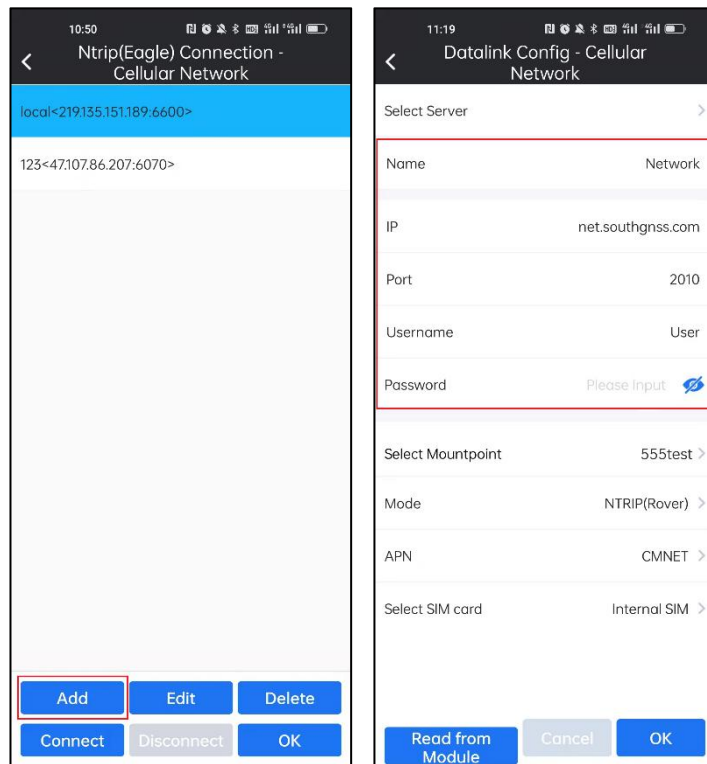 10:50
Ntrip(Eagle) Connection -
Cellular Network
local<219.135.151.189:6600>
123<47.107.86.207:6070>
Add Edit Delete
Connect Disconnect OK
11:19
Datalink Config - Cellular
Network
Select Server
Name Network
IP net.southgnss.com
Port 2010
Username User
Password Please Input
Select Mountpoint 555test
Mode NTRIP(Rover)
APN CMNET
Select SIM card Internal SIM
Read from
Module
Cancel OK